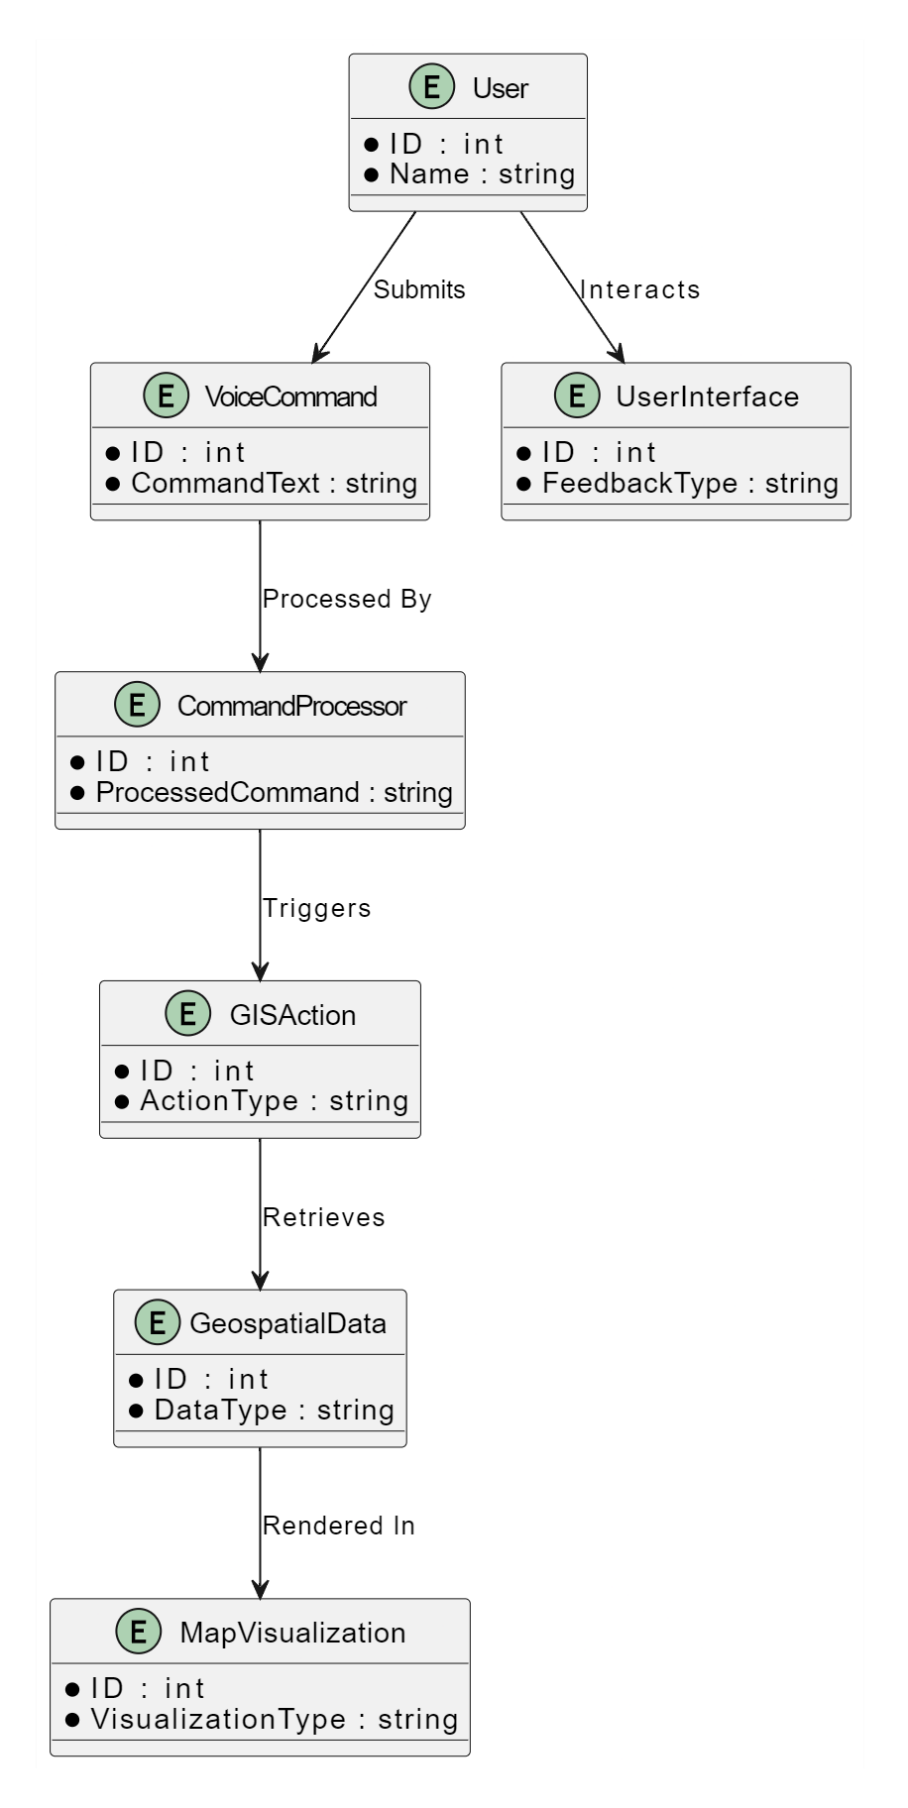 E User
ID : int
Name : string
Submits
Interacts
E VoiceCommand
ID : int
CommandText : string
E UserInterface
ID : int
FeedbackType : string
Processed By
E CommandProcessor
ID : int
ProcessedCommand : string
Triggers
E GISAction
ID : int
ActionType : string
Retrieves
E GeospatialData
ID : int
DataType : string
Rendered In
E MapVisualization
ID : int
VisualizationType : string